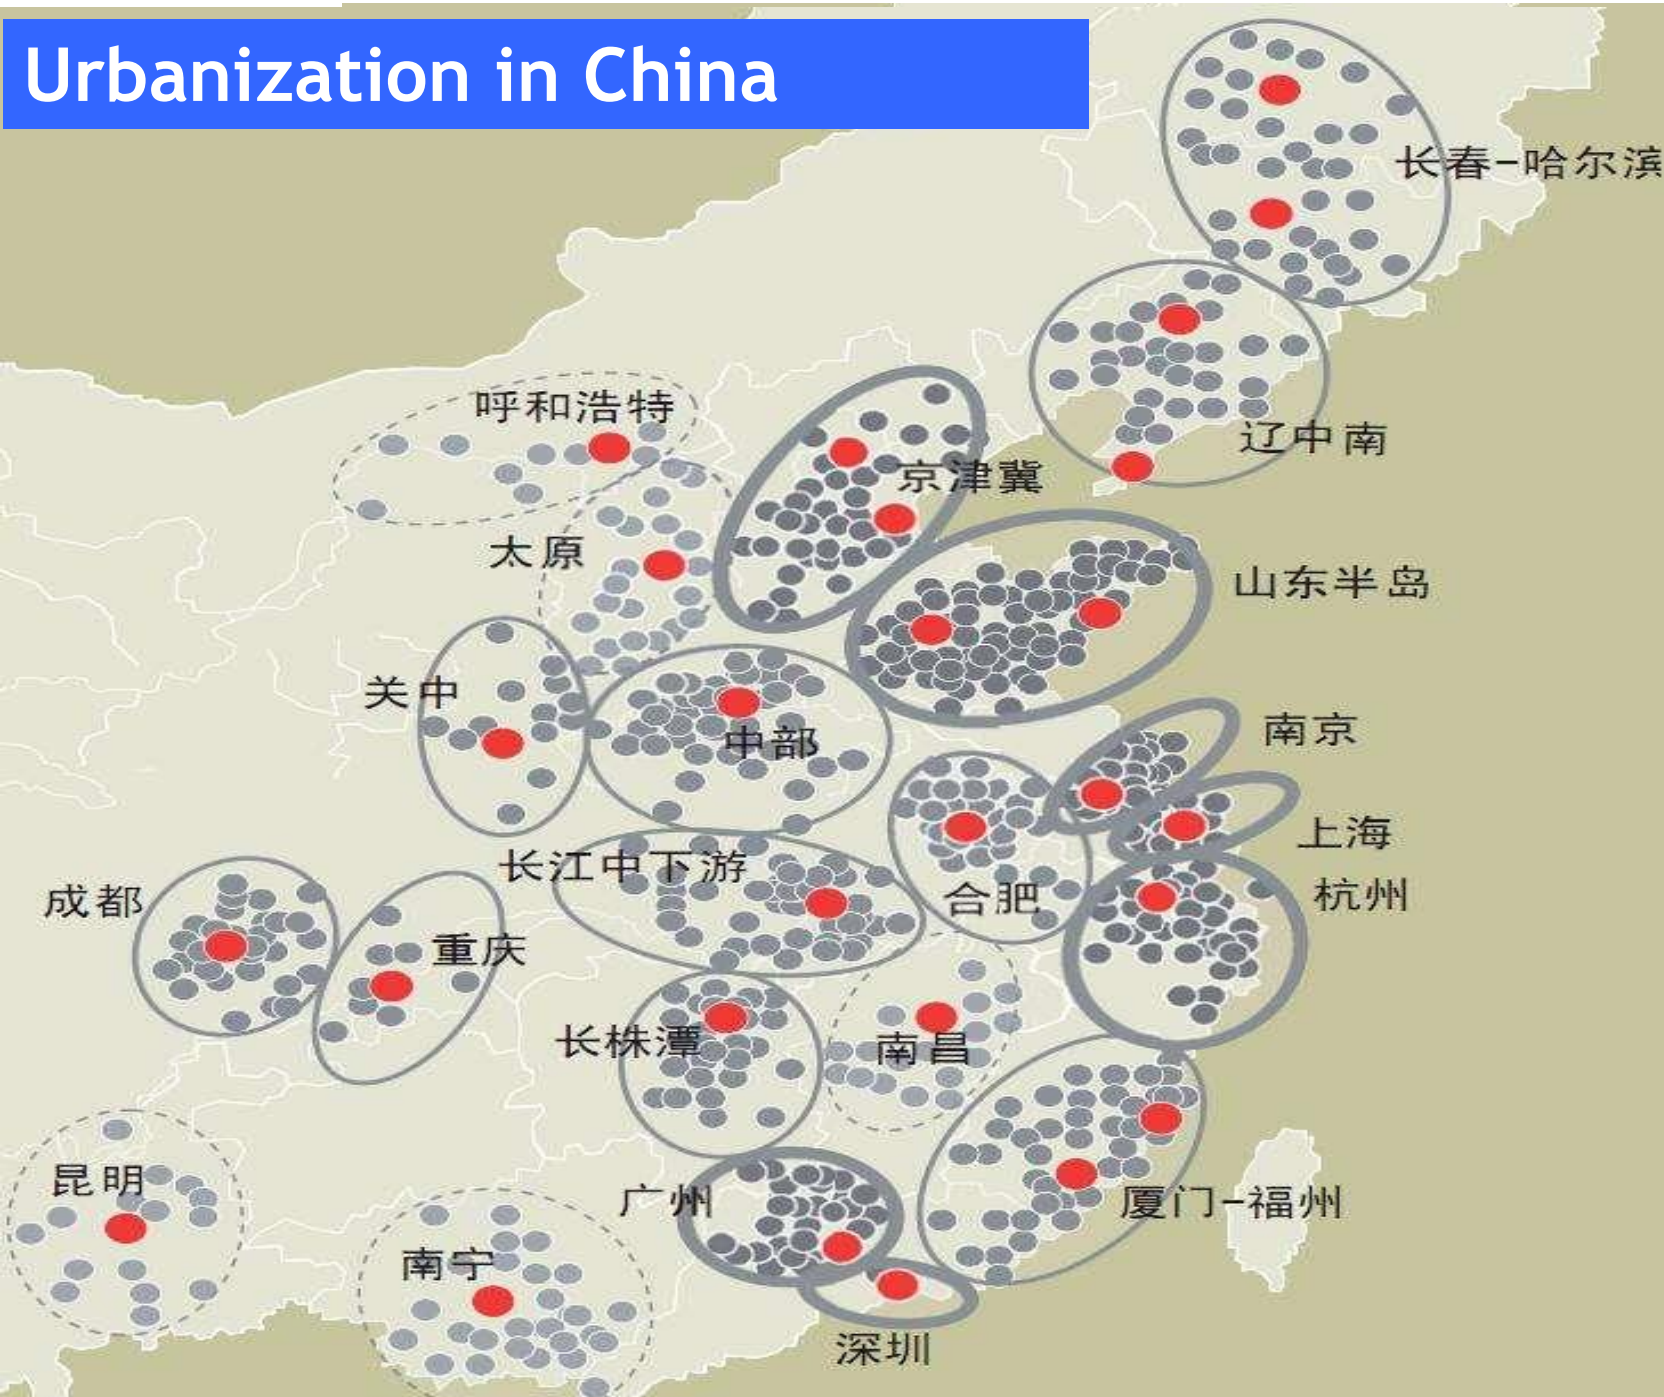 Urbanization in China
长春-哈尔滨
呼和浩特
辽中南
京津冀
太原
山东半岛
关中
南京
中部
上海
长江中下游
成都
合肥
杭州
重庆
长株潭
南昌
昆明
广州
厦门-福州
南宁
深圳